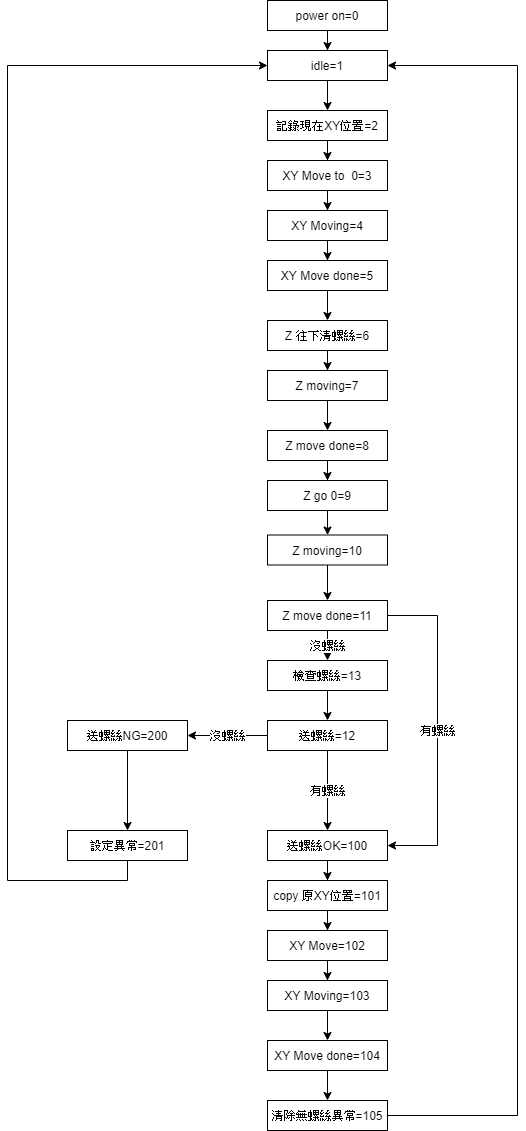 power on=0
idle=1
記錄現在XY位置=2
XY Move to  0=3
XY Moving=4
XY Move done=5
Z 往下清螺絲=6
Z moving=7
Z move done=8
Z go 0=9
Z moving=10
Z move done=11
沒螺絲
檢查螺絲=13
有螺絲
送螺絲NG=200
沒螺絲
送螺絲=12
有螺絲
設定異常=201
送螺絲OK=100
copy 原XY位置=101
XY Move=102
XY Moving=103
XY Move done=104
清除無螺絲異常=105